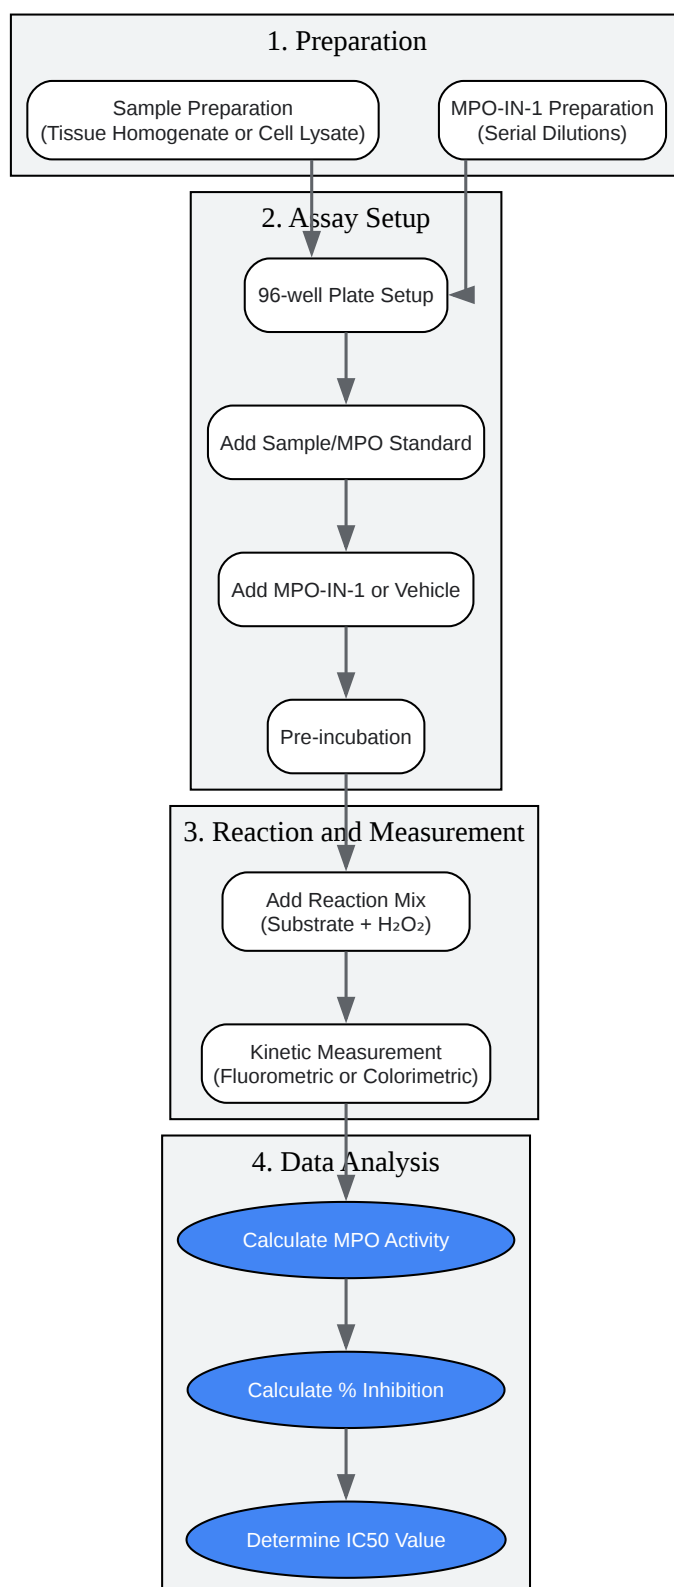 1. Preparation
Sample Preparation
(Tissue Homogenate or Cell Lysate)
MPO-IN-1 Preparation
(Serial Dilutions)
2. Assay Setup
96-well Plate Setup
Add Sample/MPO Standard
Add MPO-IN-1 or Vehicle
Pre-incubation
3. Reaction and Measurement
Add Reaction Mix
(Substrate + H₂O₂)
Kinetic Measurement
(Fluorometric or Colorimetric)
4. Data Analysis
Calculate MPO Activity
Calculate % Inhibition
Determine IC50 Value